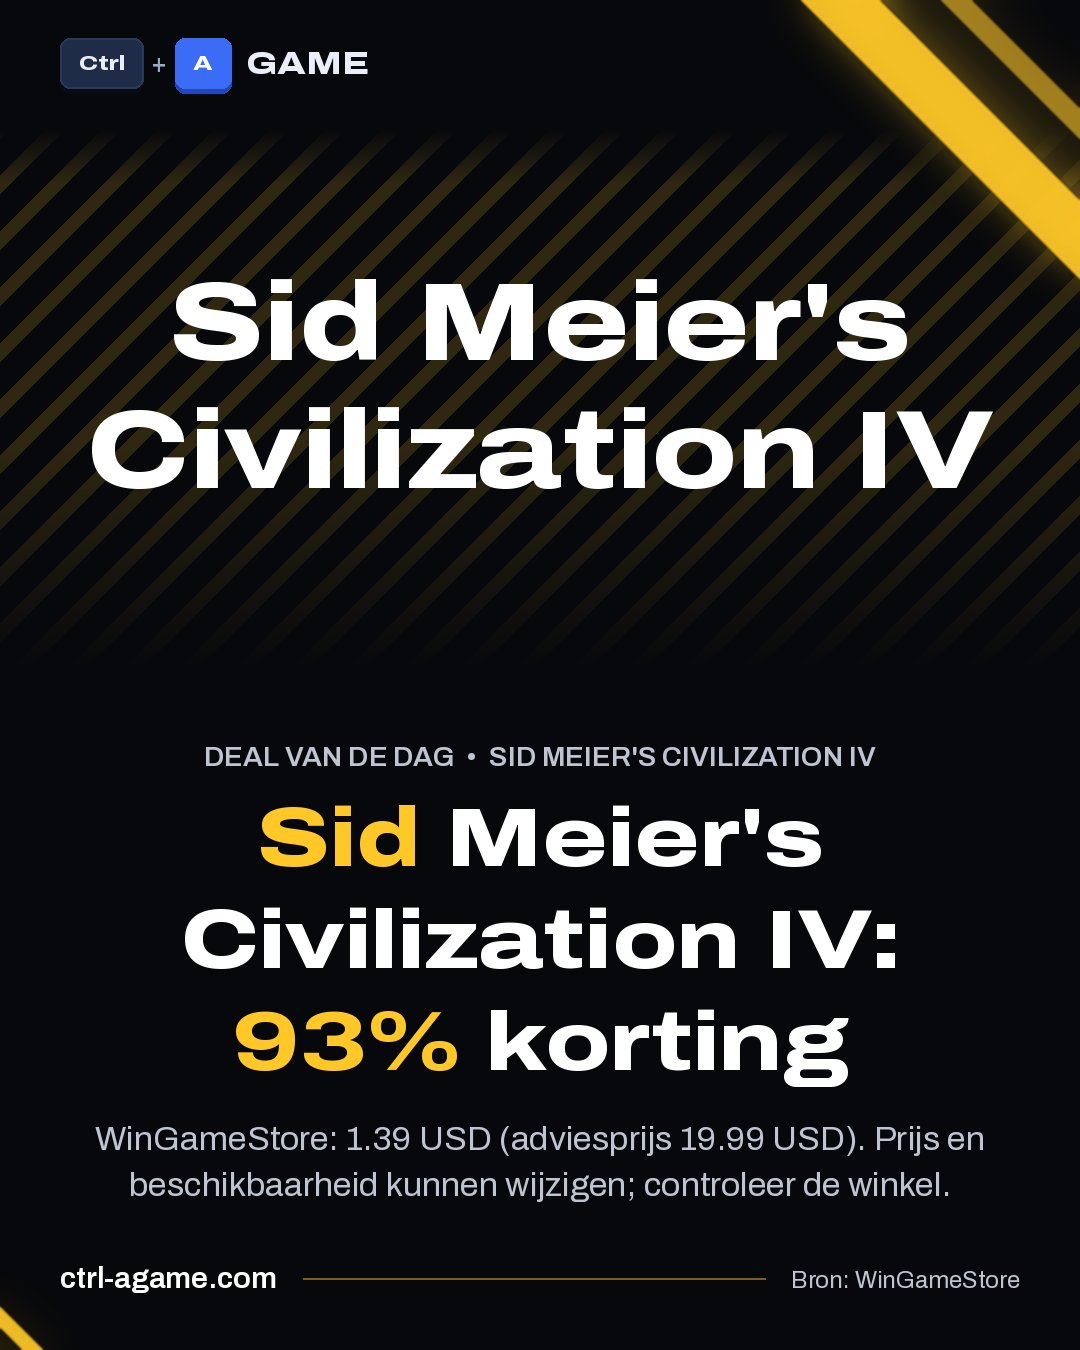 Ctrl + A GAME
Sid Meier's
Civilization IV
DEAL VAN DE DAG • SID MEIER'S CIVILIZATION IV
Sid Meier's
Civilization IV:
93% korting
WinGameStore: 1.39 USD (adviesprijs 19.99 USD). Prijs en
beschikbaarheid kunnen wijzigen; controleer de winkel.
ctrl-agame.com
Bron: WinGameStore